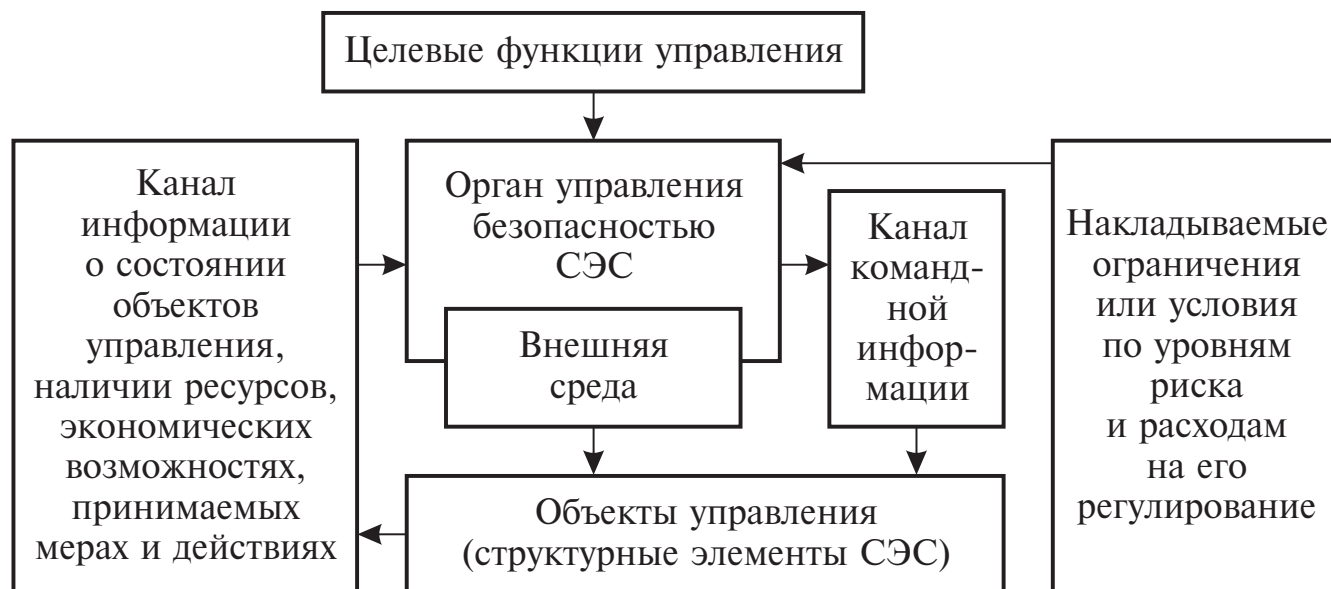 Целевые функции управления
Канал
информации
о состоянии
объектов
управления,
наличии ресурсов,
экономических
возможностях,
принимаемых
мерах и действиях
Орган управления
безопасностью
СЭС
Внешняя
среда
Канал
команд-
ной
инфор-
мации
Накладываемые
ограничения
или условия
по уровням
риска
и расходам
на его
регулирование
Объекты управления
(структурные элементы СЭС)